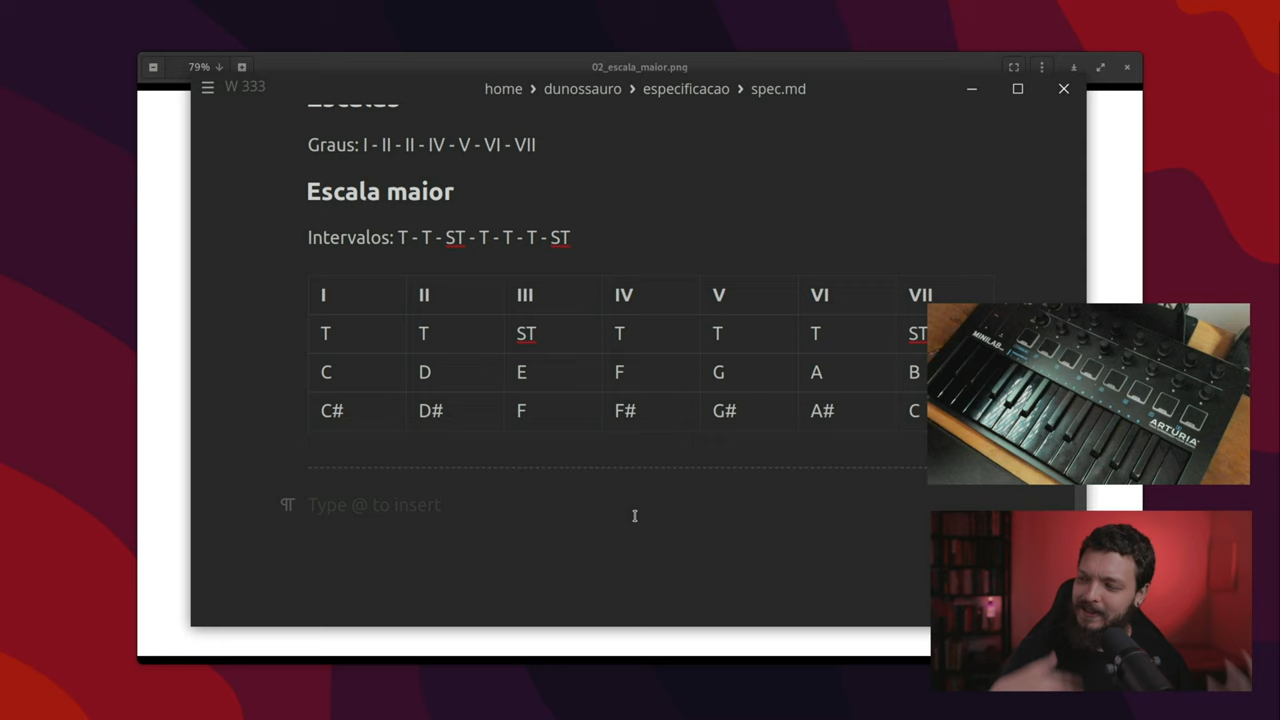 79%
02_escala_maior.png
W 333
home > dunossauro > especificacao > spec.md
Escalas
Graus: I - II - II - IV - V - VI - VII
Escala maior
Intervalos: T - T - ST - T - T - T - ST
I II III IV V VI VII
T T ST T T T ST
C D E F G A B
C# D# F F# G# A# C
¶ Type @ to insert
MINILAB
ARTURIA